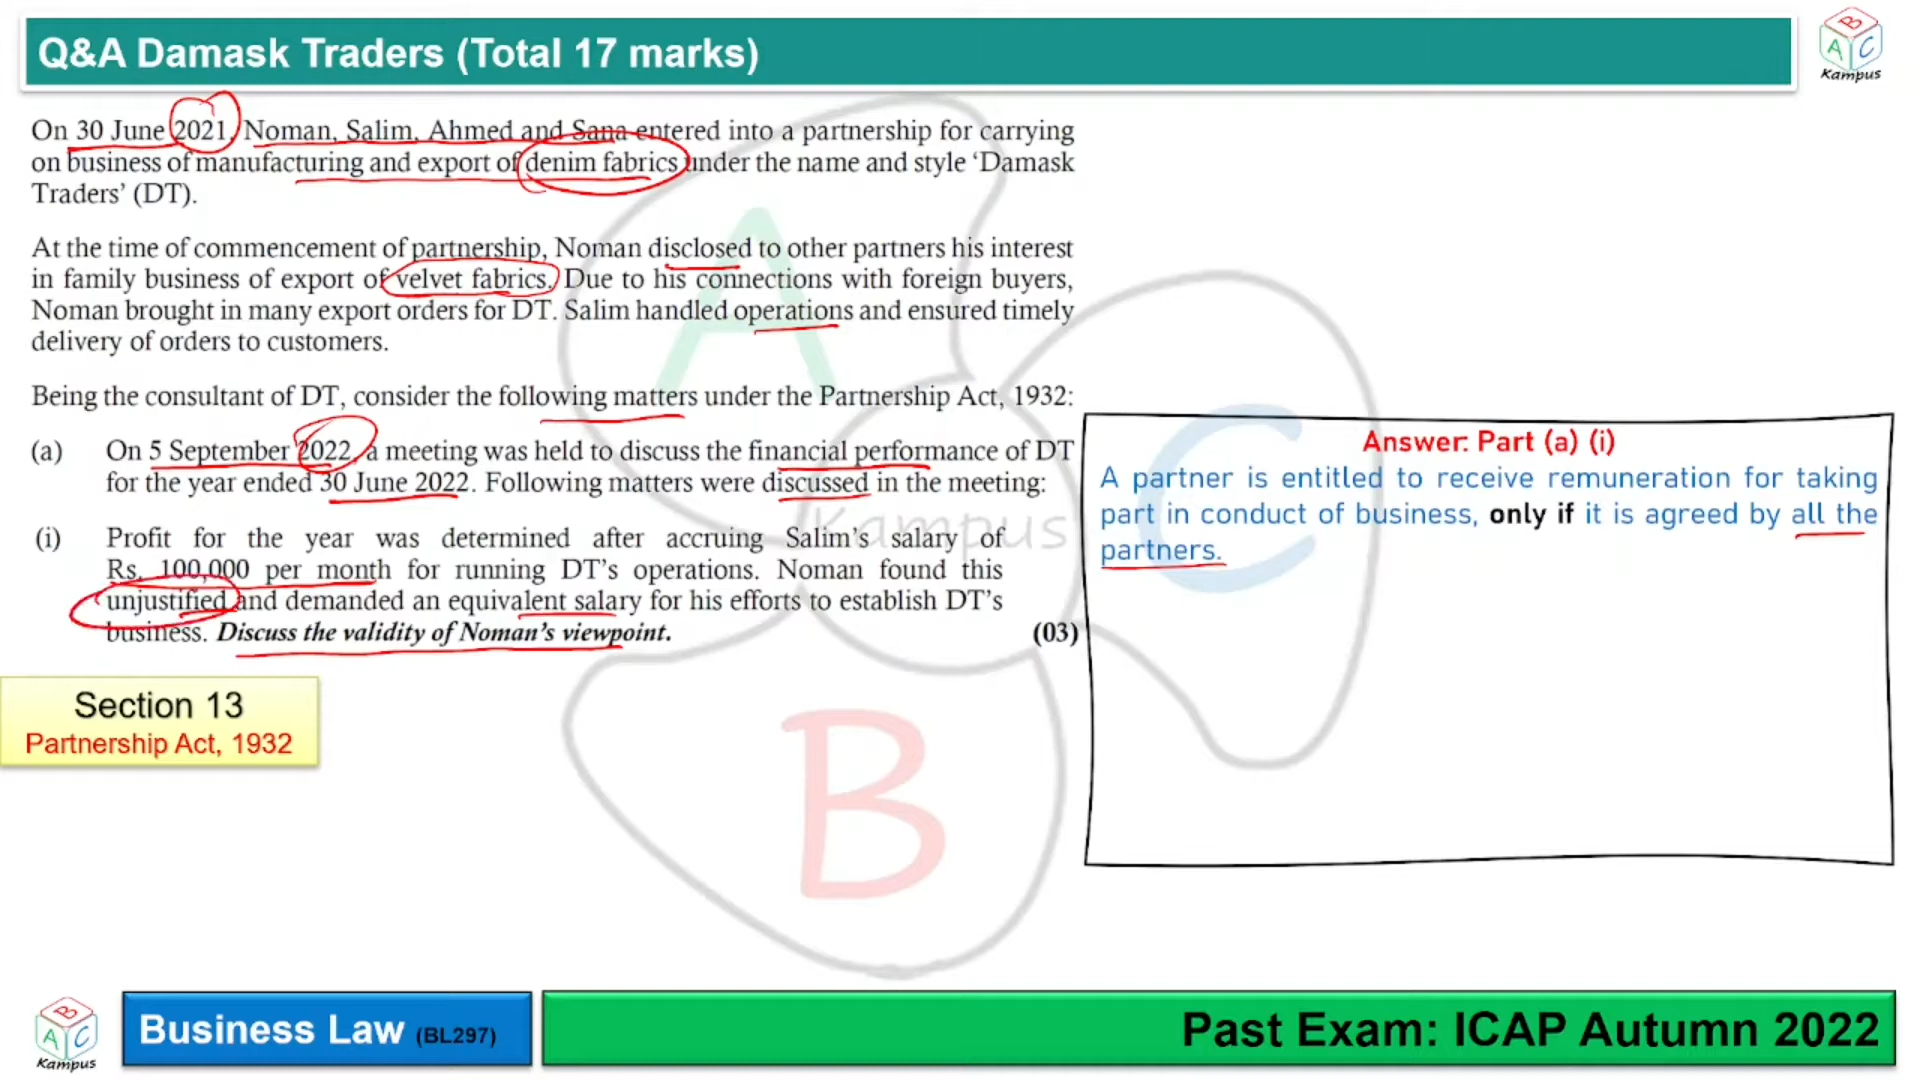 Q&A Damask Traders (Total 17 marks)
B
A C
Kampus
On 30 June 2021, Noman, Salim, Ahmed and Sana entered into a partnership for carrying
on business of manufacturing and export of denim fabrics under the name and style ‘Damask
Traders’ (DT).
At the time of commencement of partnership, Noman disclosed to other partners his interest
in family business of export of velvet fabrics. Due to his connections with foreign buyers,
Noman brought in many export orders for DT. Salim handled operations and ensured timely
delivery of orders to customers.
Being the consultant of DT, consider the following matters under the Partnership Act, 1932:
(a) On 5 September 2022, a meeting was held to discuss the financial performance of DT
for the year ended 30 June 2022. Following matters were discussed in the meeting:
(i) Profit for the year was determined after accruing Salim’s salary of
Rs. 100,000 per month for running DT’s operations. Noman found this
unjustified and demanded an equivalent salary for his efforts to establish DT’s
business. Discuss the validity of Noman’s viewpoint. (03)
Answer: Part (a) (i)
A partner is entitled to receive remuneration for taking
part in conduct of business, only if it is agreed by all the
partners.
Section 13
Partnership Act, 1932
A
C
Kampus
B
B
A C
Kampus
Business Law (BL297)
Past Exam: ICAP Autumn 2022